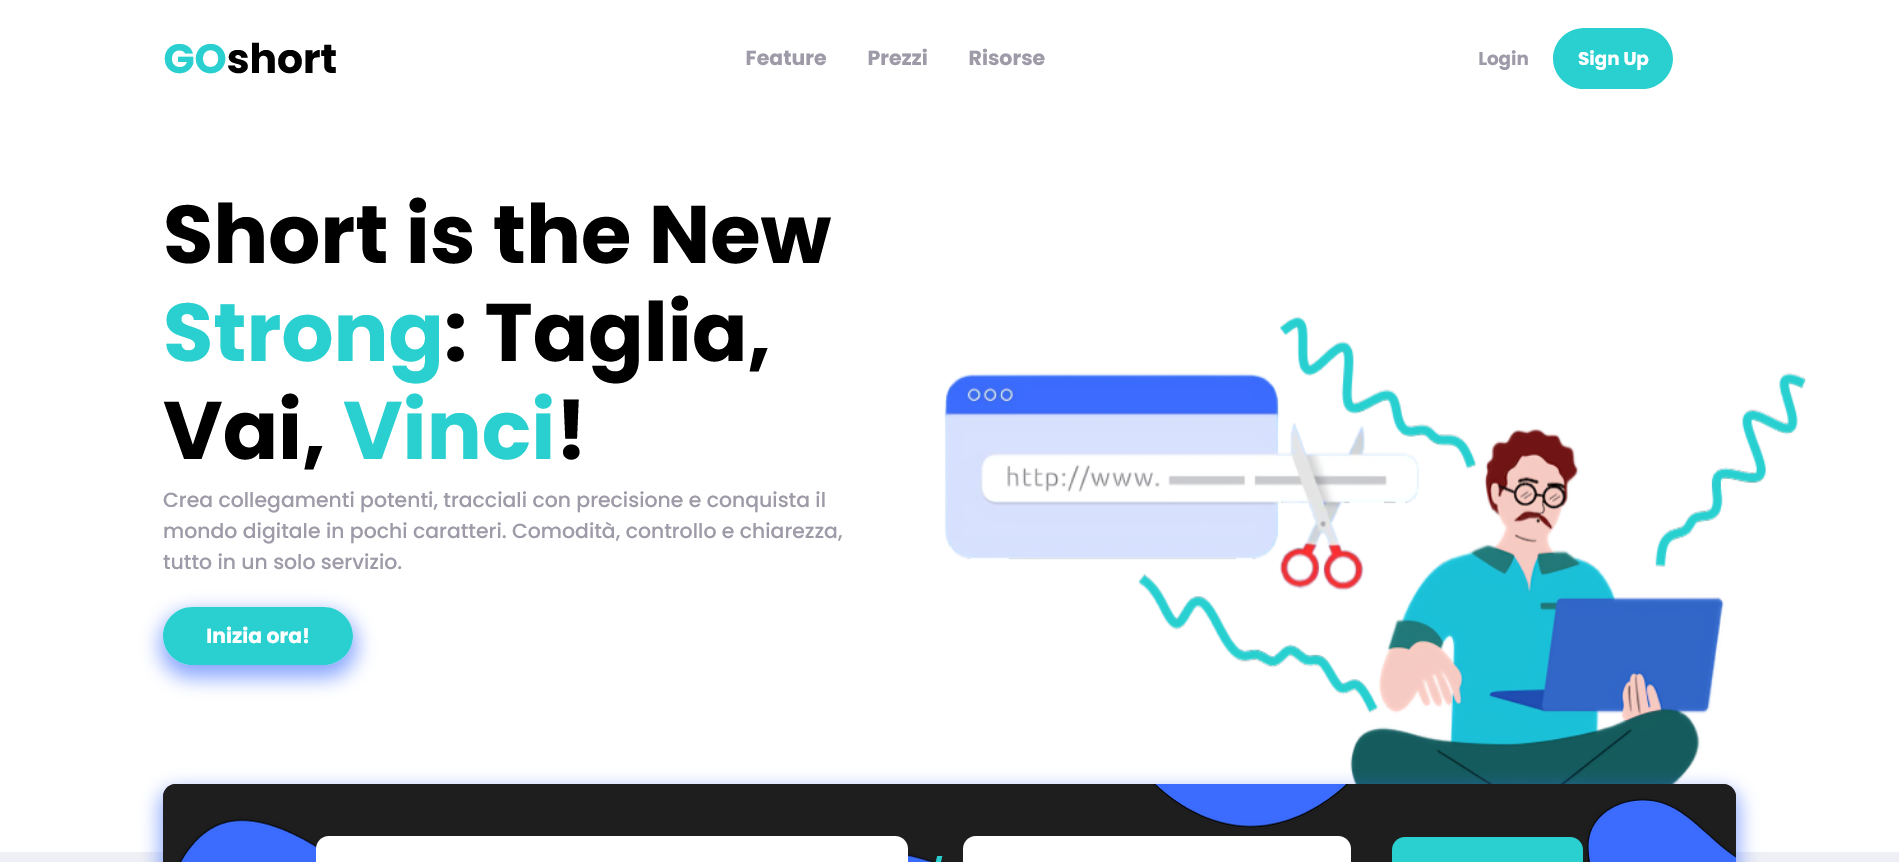 GOshort
Feature
Prezzi
Risorse
Login
Sign Up
Short is the New
Strong: Taglia,
Vai, Vinci!
Crea collegamenti potenti, tracciali con precisione e conquista il
mondo digitale in pochi caratteri. Comodità, controllo e chiarezza,
tutto in un solo servizio.
Inizia ora!
http://www.